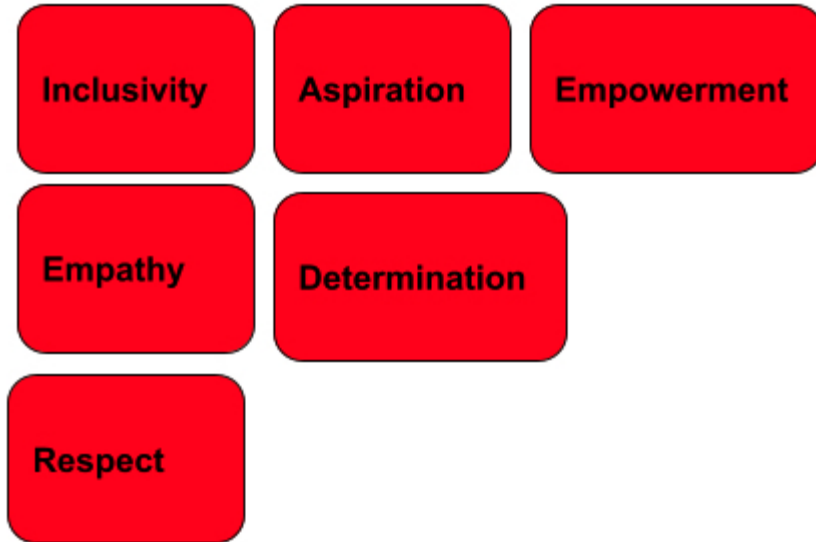 Inclusivity
Aspiration
Empowerment
Empathy
Determination
Respect